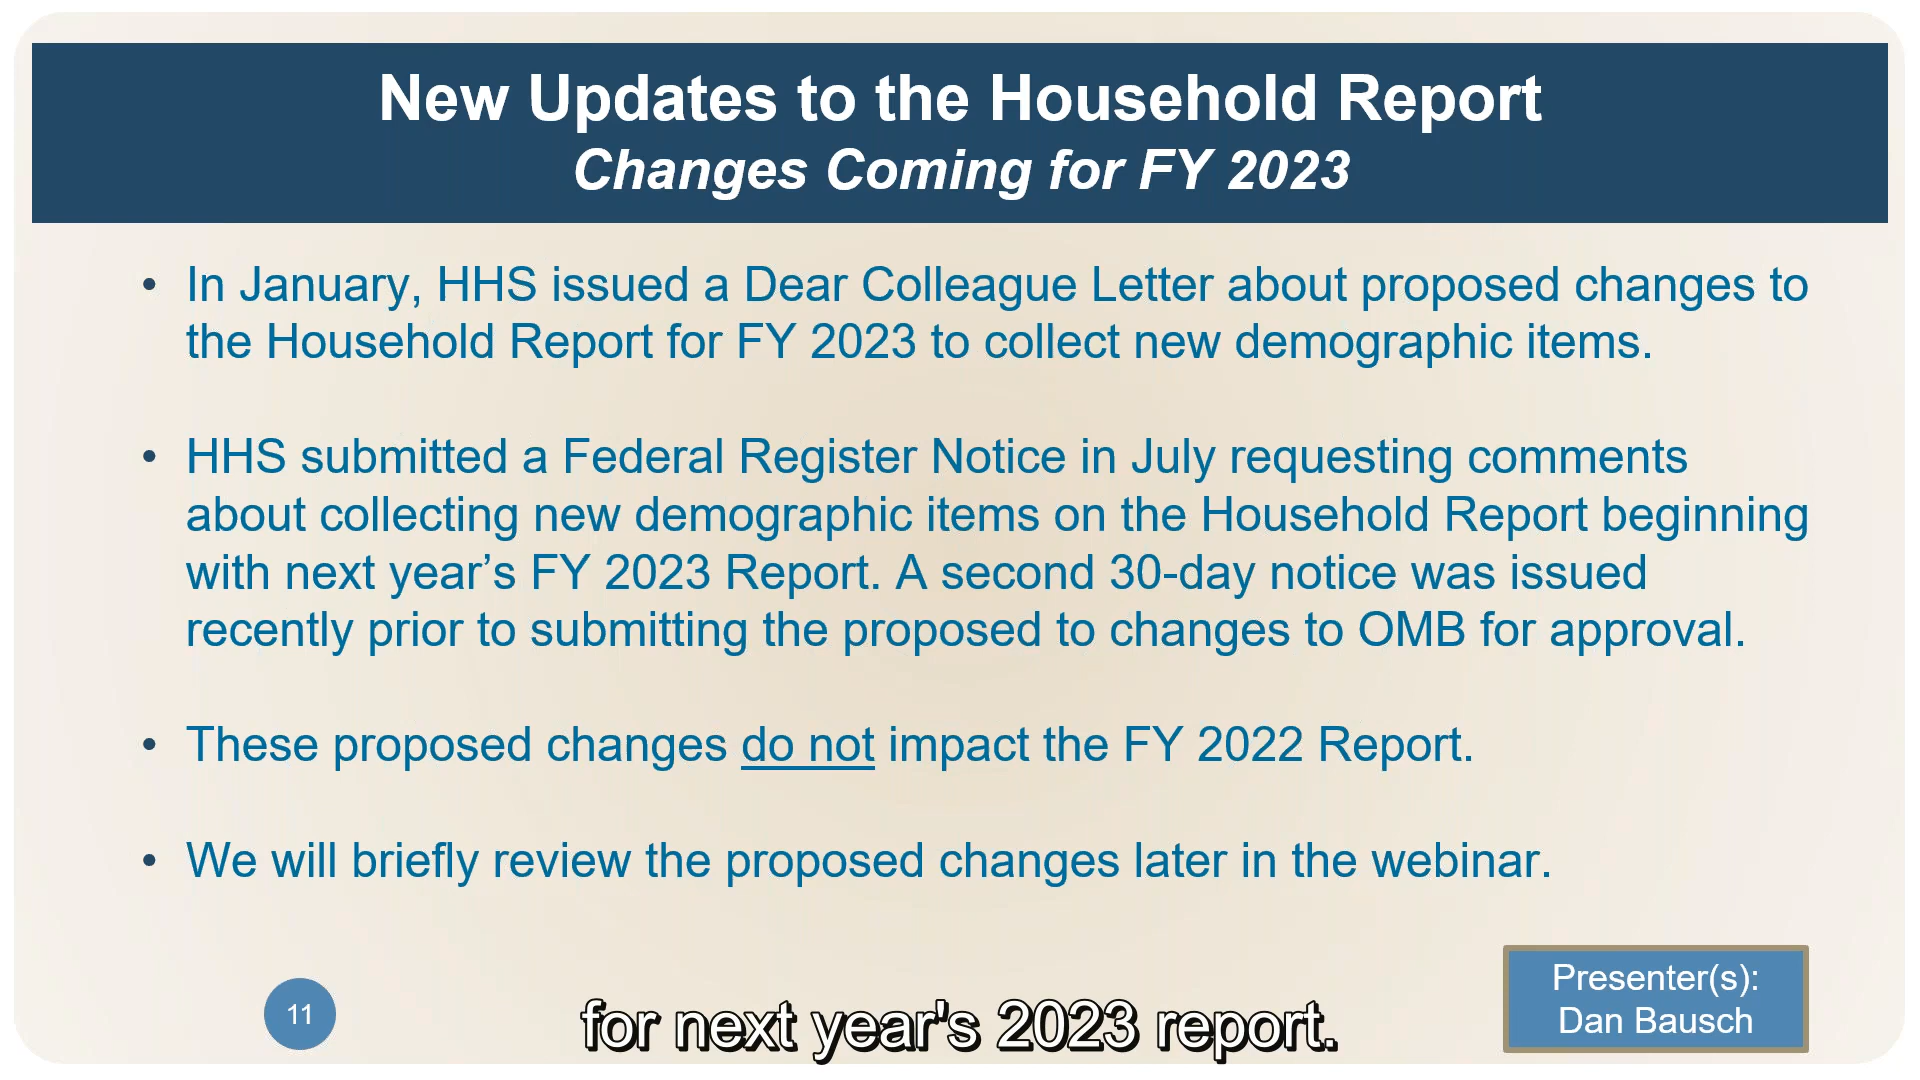 New Updates to the Household Report
Changes Coming for FY 2023
• In January, HHS issued a Dear Colleague Letter about proposed changes to
the Household Report for FY 2023 to collect new demographic items.
• HHS submitted a Federal Register Notice in July requesting comments
about collecting new demographic items on the Household Report beginning
with next year’s FY 2023 Report. A second 30-day notice was issued
recently prior to submitting the proposed to changes to OMB for approval.
• These proposed changes do not impact the FY 2022 Report.
• We will briefly review the proposed changes later in the webinar.
11
for next year's 2023 report.
Presenter(s):
Dan Bausch